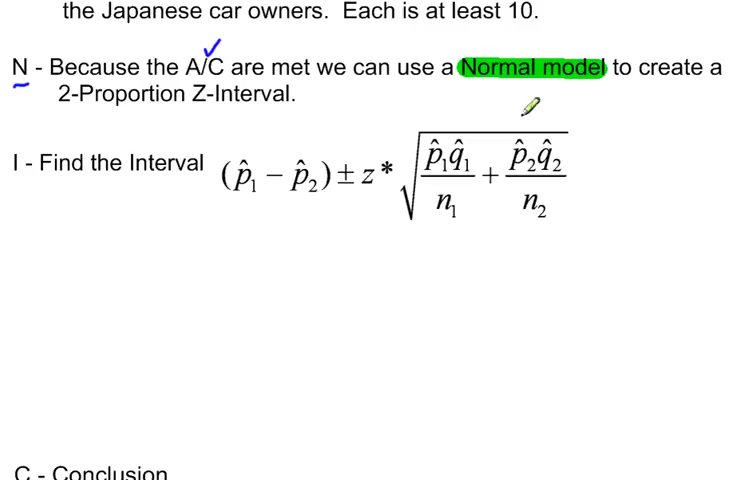 the Japanese car owners. Each is at least 10.
N - Because the A/C are met we can use a Normal model to create a
2-Proportion Z-Interval.
I - Find the Interval (p̂₁ − p̂₂) ± z* √(p̂₁q̂₁/n₁ + p̂₂q̂₂/n₂)
C - Conclusion